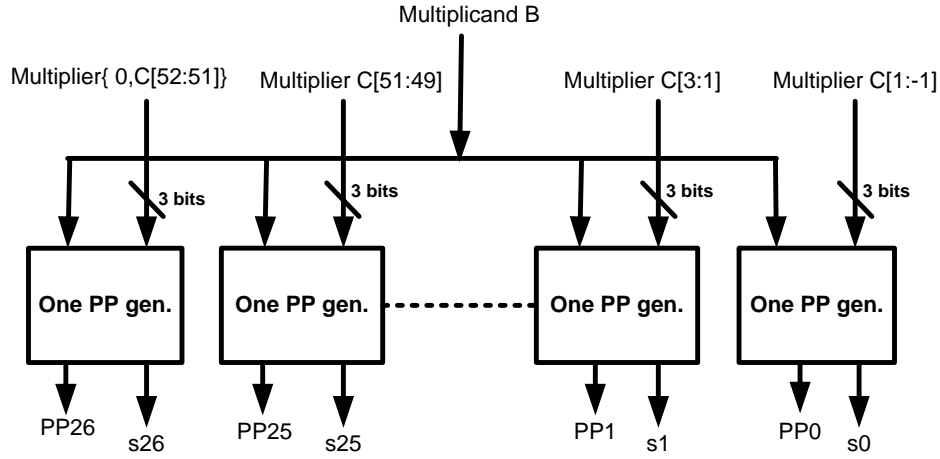 Multiplicand B
Multiplier{ 0,C[52:51]} Multiplier C[51:49] Multiplier C[3:1] Multiplier C[1:-1]
3 bits 3 bits 3 bits 3 bits
One PP gen. One PP gen. One PP gen. One PP gen.
PP26 s26 PP25 s25 PP1 s1 PP0 s0